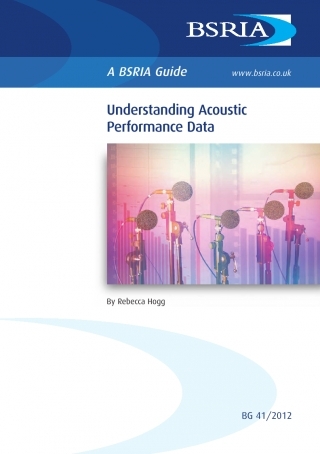 BSRIA
A BSRIA Guide
www.bsria.co.uk
Understanding Acoustic
Performance Data
By Rebecca Hogg
BG 41/2012